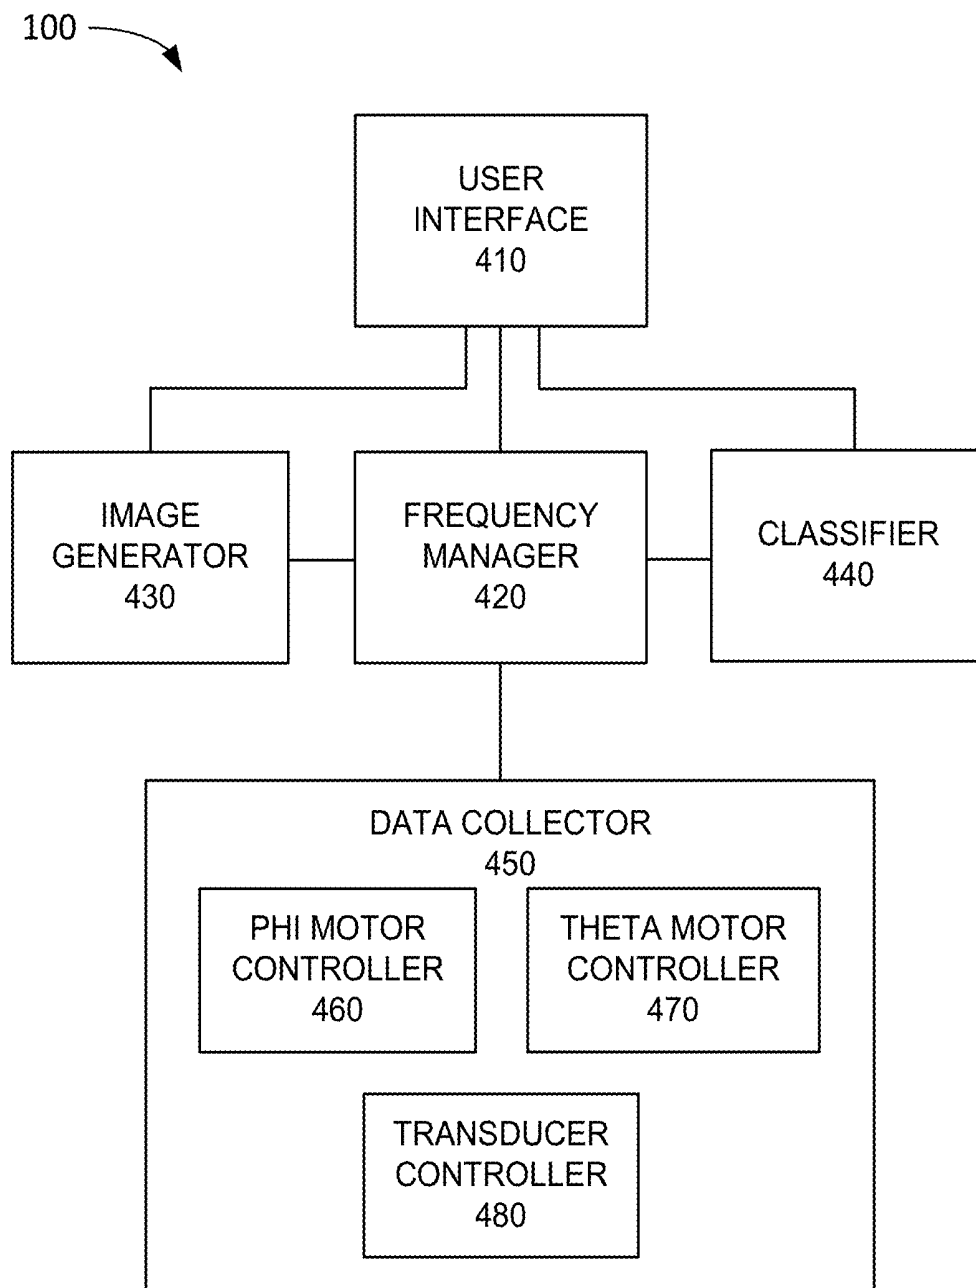 100
USER
INTERFACE
410
IMAGE
GENERATOR
430
FREQUENCY
MANAGER
420
CLASSIFIER
440
DATA COLLECTOR
450
PHI MOTOR
CONTROLLER
460
THETA MOTOR
CONTROLLER
470
TRANSDUCER
CONTROLLER
480